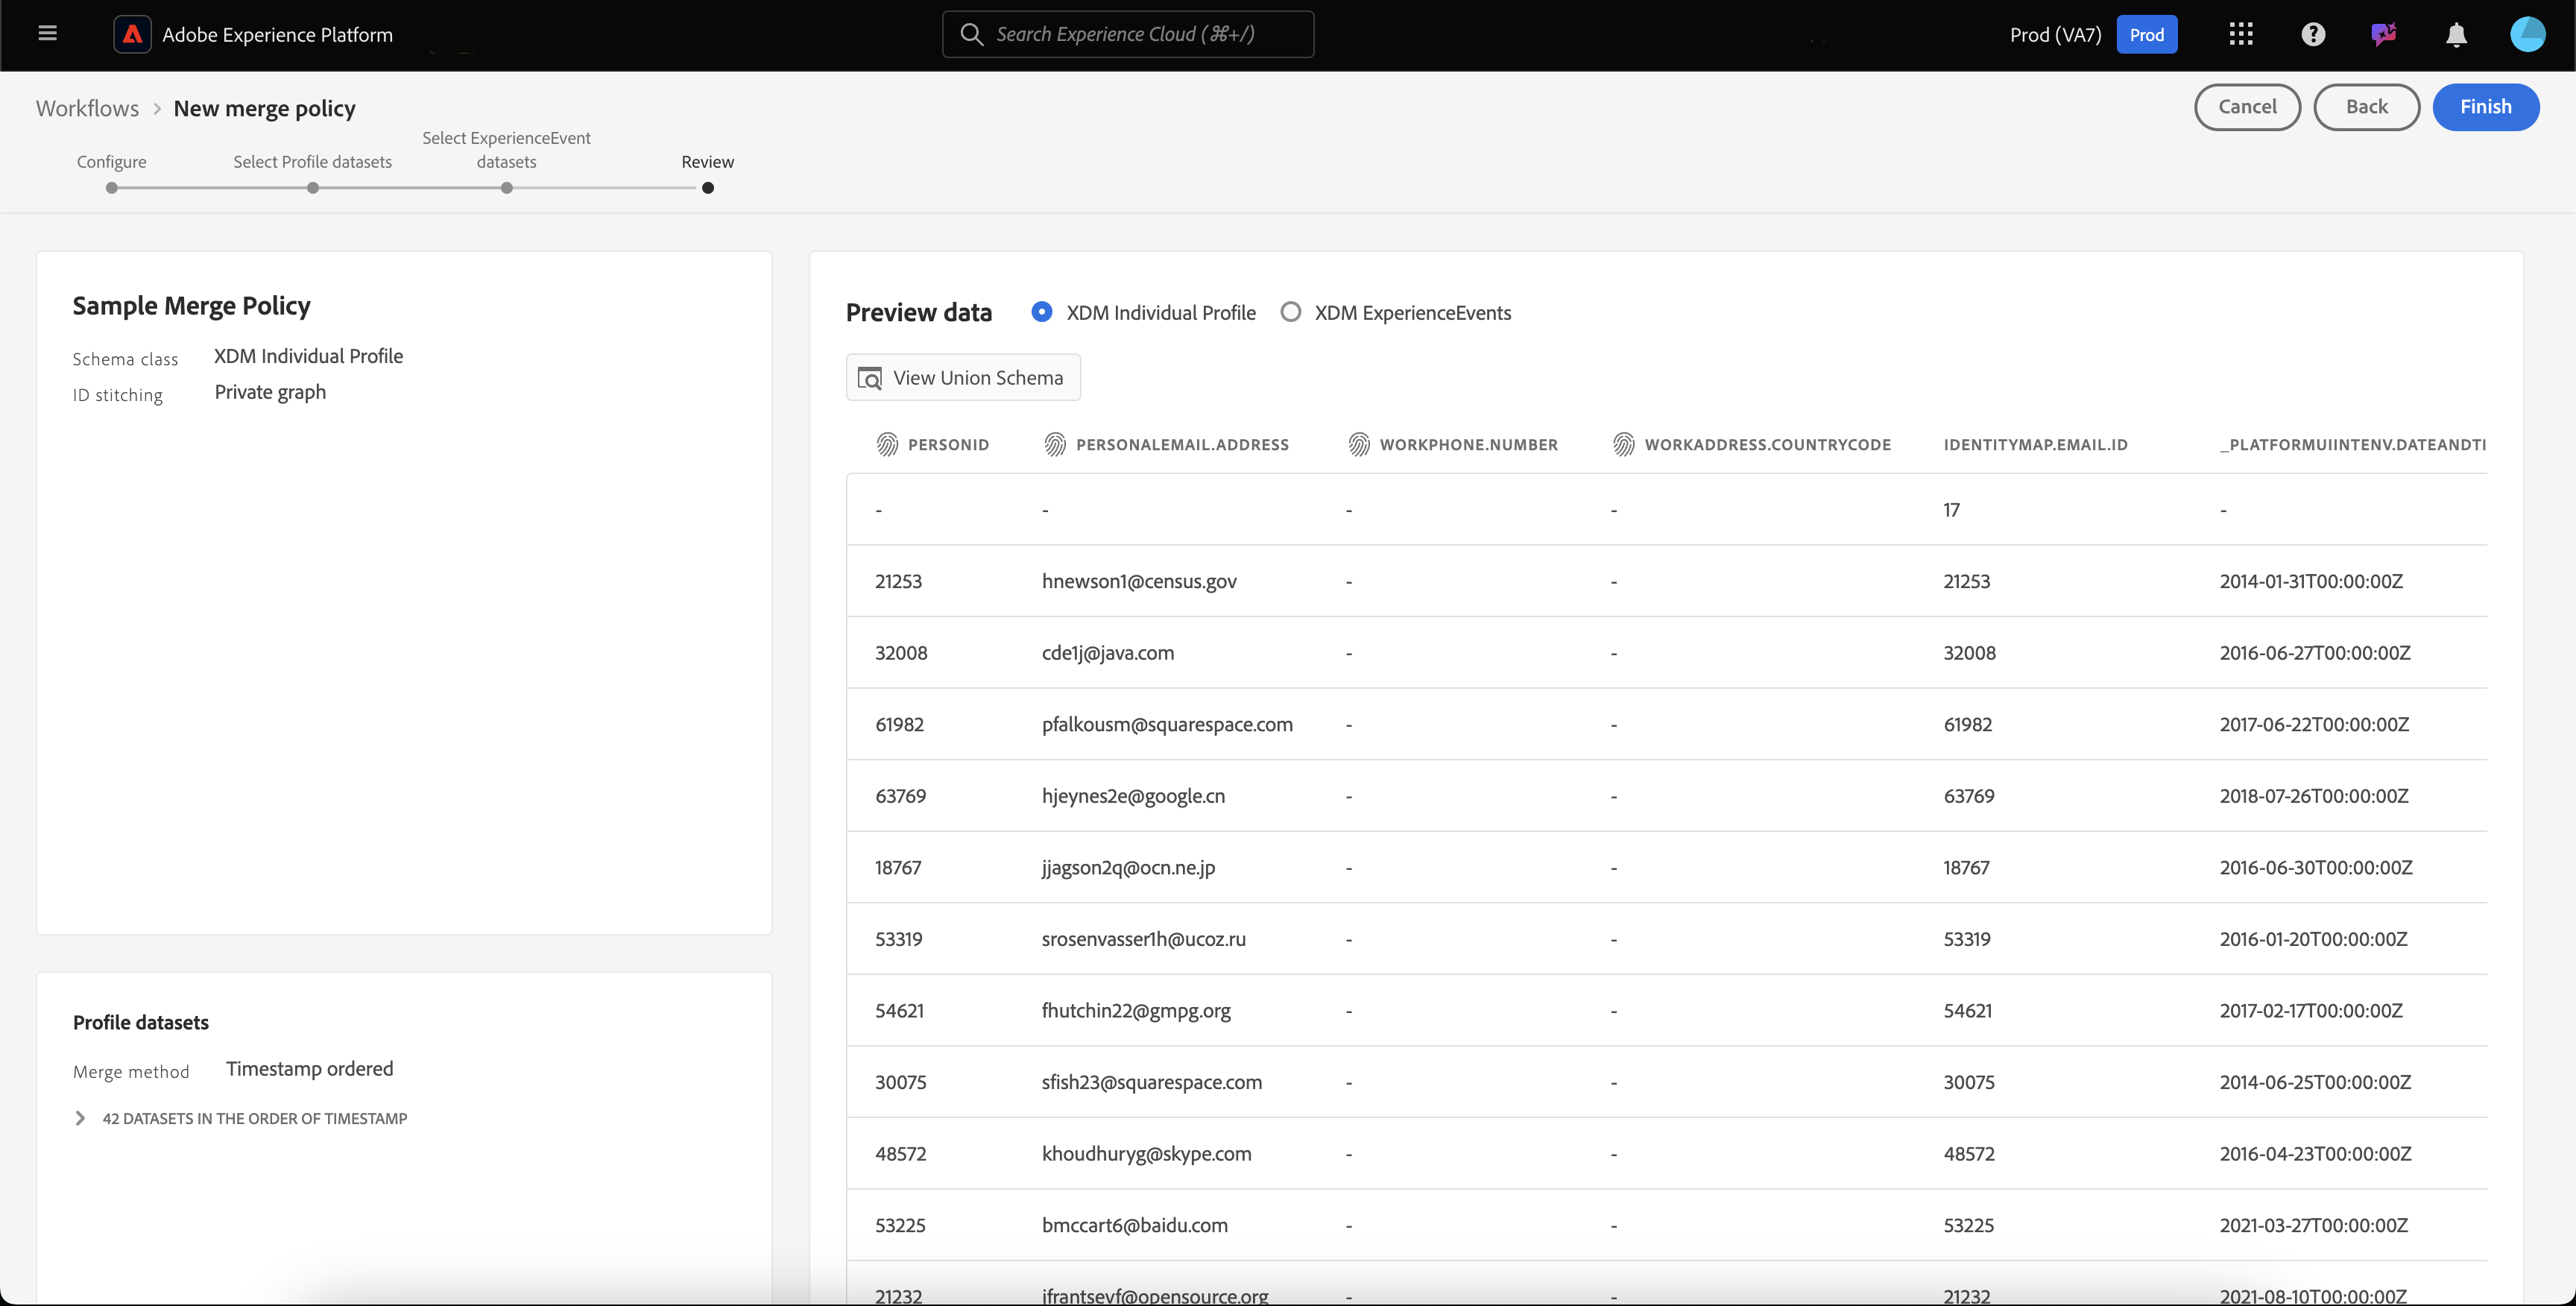 Adobe Experience Platform
Search Experience Cloud (⌘+/)
Prod (VA7)
Prod
Workflows > New merge policy
Cancel
Back
Finish
Configure
Select Profile datasets
Select ExperienceEvent
datasets
Review
Sample Merge Policy
Schema class XDM Individual Profile
ID stitching Private graph
Profile datasets
Merge method Timestamp ordered
42 DATASETS IN THE ORDER OF TIMESTAMP
Preview data XDM Individual Profile XDM ExperienceEvents
View Union Schema
PERSONID PERSONALEMAIL.ADDRESS WORKPHONE.NUMBER WORKADDRESS.COUNTRYCODE IDENTITYMAP.EMAIL.ID _PLATFORMUIINTENV.DATEANDTI
- - - - 17 -
21253 hnewson1@census.gov - - 21253 2014-01-31T00:00:00Z
32008 cde1j@java.com - - 32008 2016-06-27T00:00:00Z
61982 pfalkousm@squarespace.com - - 61982 2017-06-22T00:00:00Z
63769 hjeynes2e@google.cn - - 63769 2018-07-26T00:00:00Z
18767 jjagson2q@ocn.ne.jp - - 18767 2016-06-30T00:00:00Z
53319 srosenvasser1h@ucoz.ru - - 53319 2016-01-20T00:00:00Z
54621 fhutchin22@gmpg.org - - 54621 2017-02-17T00:00:00Z
30075 sfish23@squarespace.com - - 30075 2014-06-25T00:00:00Z
48572 khoudhuryg@skype.com - - 48572 2016-04-23T00:00:00Z
53225 bmccart6@baidu.com - - 53225 2021-03-27T00:00:00Z
21232 jfrantsevf@opensource.org - - 21232 2021-08-10T00:00:00Z